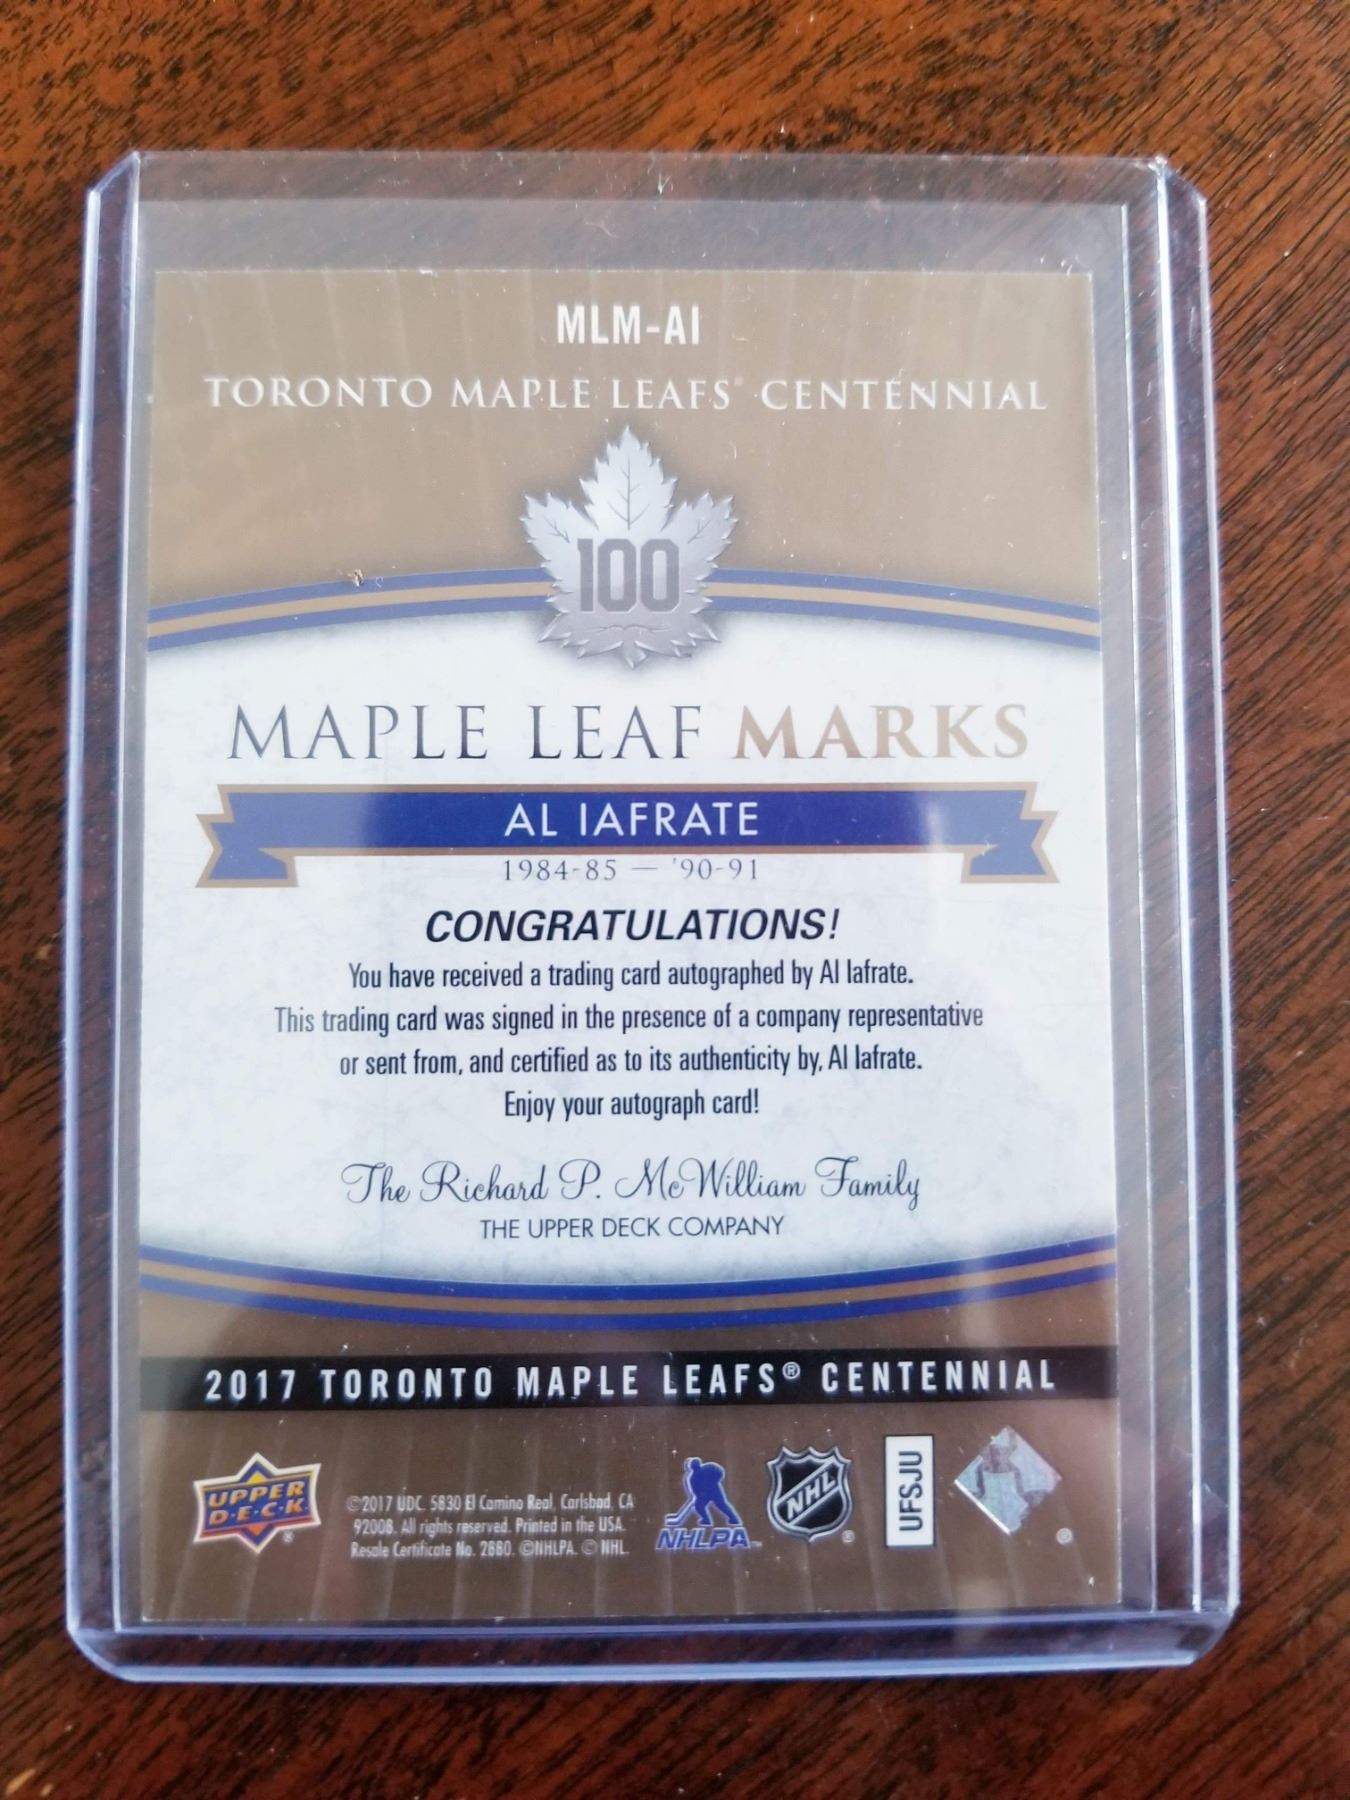 MLM-AI
TORONTO MAPLE LEAFS® CENTENNIAL
100
MAPLE LEAF MARKS
AL IAFRATE
1984-85 — '90-91
CONGRATULATIONS!
You have received a trading card autographed by Al Iafrate.
This trading card was signed in the presence of a company representative
or sent from, and certified as to its authenticity by, Al Iafrate.
Enjoy your autograph card!
The Richard P. McWilliam Family
THE UPPER DECK COMPANY
2017 TORONTO MAPLE LEAFS® CENTENNIAL
UPPER
D·E·C·K
®
©2017 UDC. 5830 El Camino Real, Carlsbad, CA
92008. All rights reserved. Printed in the USA.
Resale Certificate No. 2880. ©NHLPA. © NHL.
NHLPA™
NHL
®
UFSJU
®